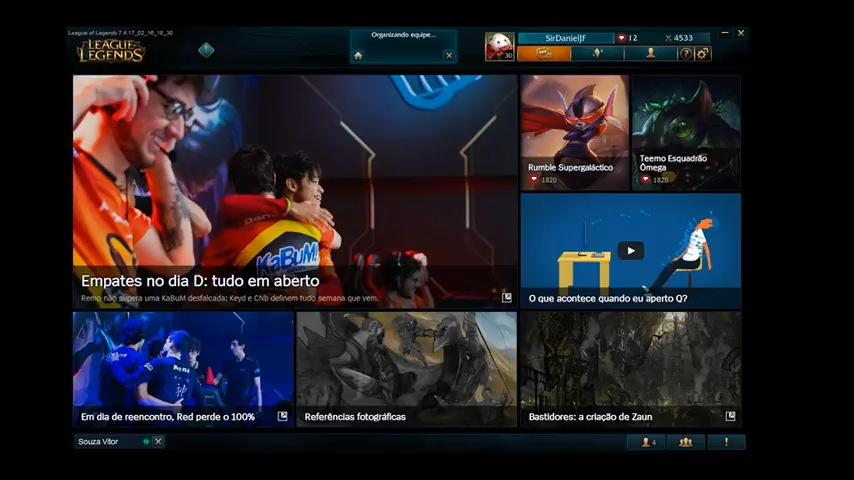 League of Legends 7.4.17_02_16_18_30
LEAGUE OF LEGENDS
Organizando equipe...
30
SirDanielJF
12
4533
Rumble Supergaláctico
1820
Teemo Esquadrão
Ômega
1820
KaBuM!
Empates no dia D: tudo em aberto
Remo não supera uma KaBuM desfalcada; Keyd e CNb definem tudo semana que vem.
O que acontece quando eu aperto Q?
Em dia de reencontro, Red perde o 100%
Referências fotográficas
Bastidores: a criação de Zaun
Souza Vitor
4